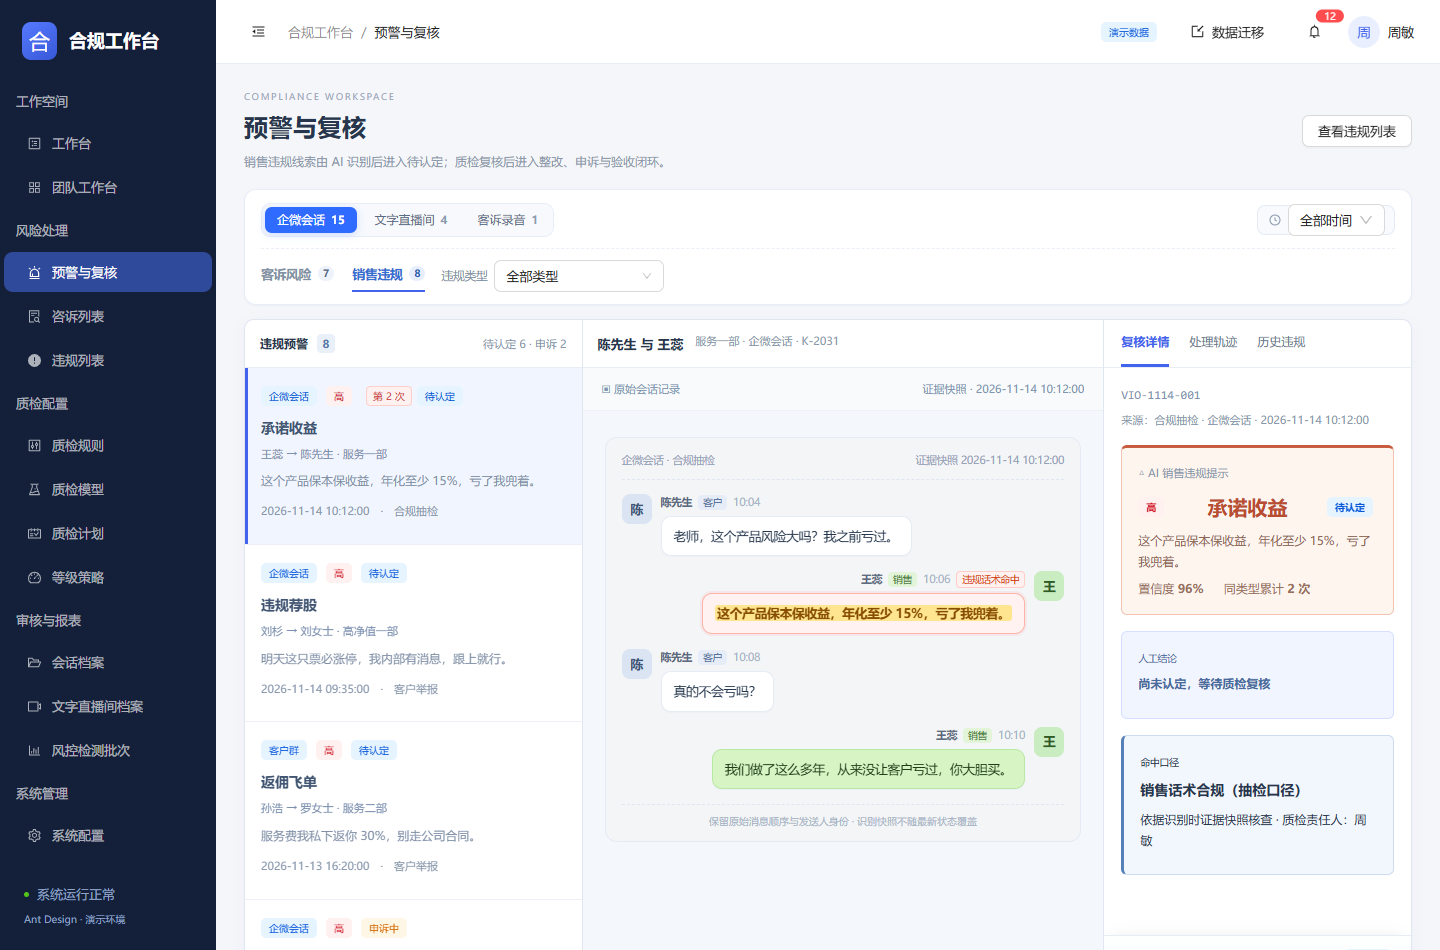 合 合规工作台
工作空间
工作台
团队工作台
风险处理
预警与复核
咨诉列表
违规列表
质检配置
质检规则
质检模型
质检计划
等级策略
审核与报表
会话档案
文字直播间档案
风控检测批次
系统管理
系统配置
系统运行正常
Ant Design · 演示环境
合规工作台 / 预警与复核
演示数据
数据迁移
12
周 周敏
COMPLIANCE WORKSPACE
预警与复核
销售违规线索由 AI 识别后进入待认定；质检复核后进入整改、申诉与验收闭环。
查看违规列表
企微会话 15 文字直播间 4 客诉录音 1
全部时间
客诉风险 7 销售违规 8 违规类型 全部类型
违规预警 8 待认定 6 · 申诉 2
企微会话 高 第 2 次 待认定
承诺收益
王蕊 → 陈先生 · 服务一部
这个产品保本保收益，年化至少 15%，亏了我兜着。
2026-11-14 10:12:00 · 合规抽检
企微会话 高 待认定
违规荐股
刘杉 → 刘女士 · 高净值一部
明天这只票必涨停，我内部有消息，跟上就行。
2026-11-14 09:35:00 · 客户举报
客户群 高 待认定
返佣飞单
孙浩 → 罗女士 · 服务二部
服务费我私下返你 30%，别走公司合同。
2026-11-13 16:20:00 · 客户举报
企微会话 高 申诉中
陈先生 与 王蕊 服务一部 · 企微会话 · K-2031
原始会话记录 证据快照 · 2026-11-14 10:12:00
企微会话 · 合规抽检 证据快照 2026-11-14 10:12:00
陈 陈先生 客户 10:04
老师，这个产品风险大吗？我之前亏过。
王蕊 销售 10:06 违规话术命中 王
这个产品保本保收益，年化至少 15%，亏了我兜着。
陈 陈先生 客户 10:08
真的不会亏吗？
王蕊 销售 10:10 王
我们做了这么多年，从来没让客户亏过，你大胆买。
保留原始消息顺序与发送人身份 · 识别快照不随最新状态覆盖
复核详情 处理轨迹 历史违规
VIO-1114-001
来源：合规抽检 · 企微会话 · 2026-11-14 10:12:00
AI 销售违规提示
高 承诺收益 待认定
这个产品保本保收益，年化至少 15%，亏了
我兜着。
置信度 96% 同类型累计 2 次
人工结论
尚未认定，等待质检复核
命中口径
销售话术合规（抽检口径）
依据识别时证据快照核查 · 质检责任人：周
敏